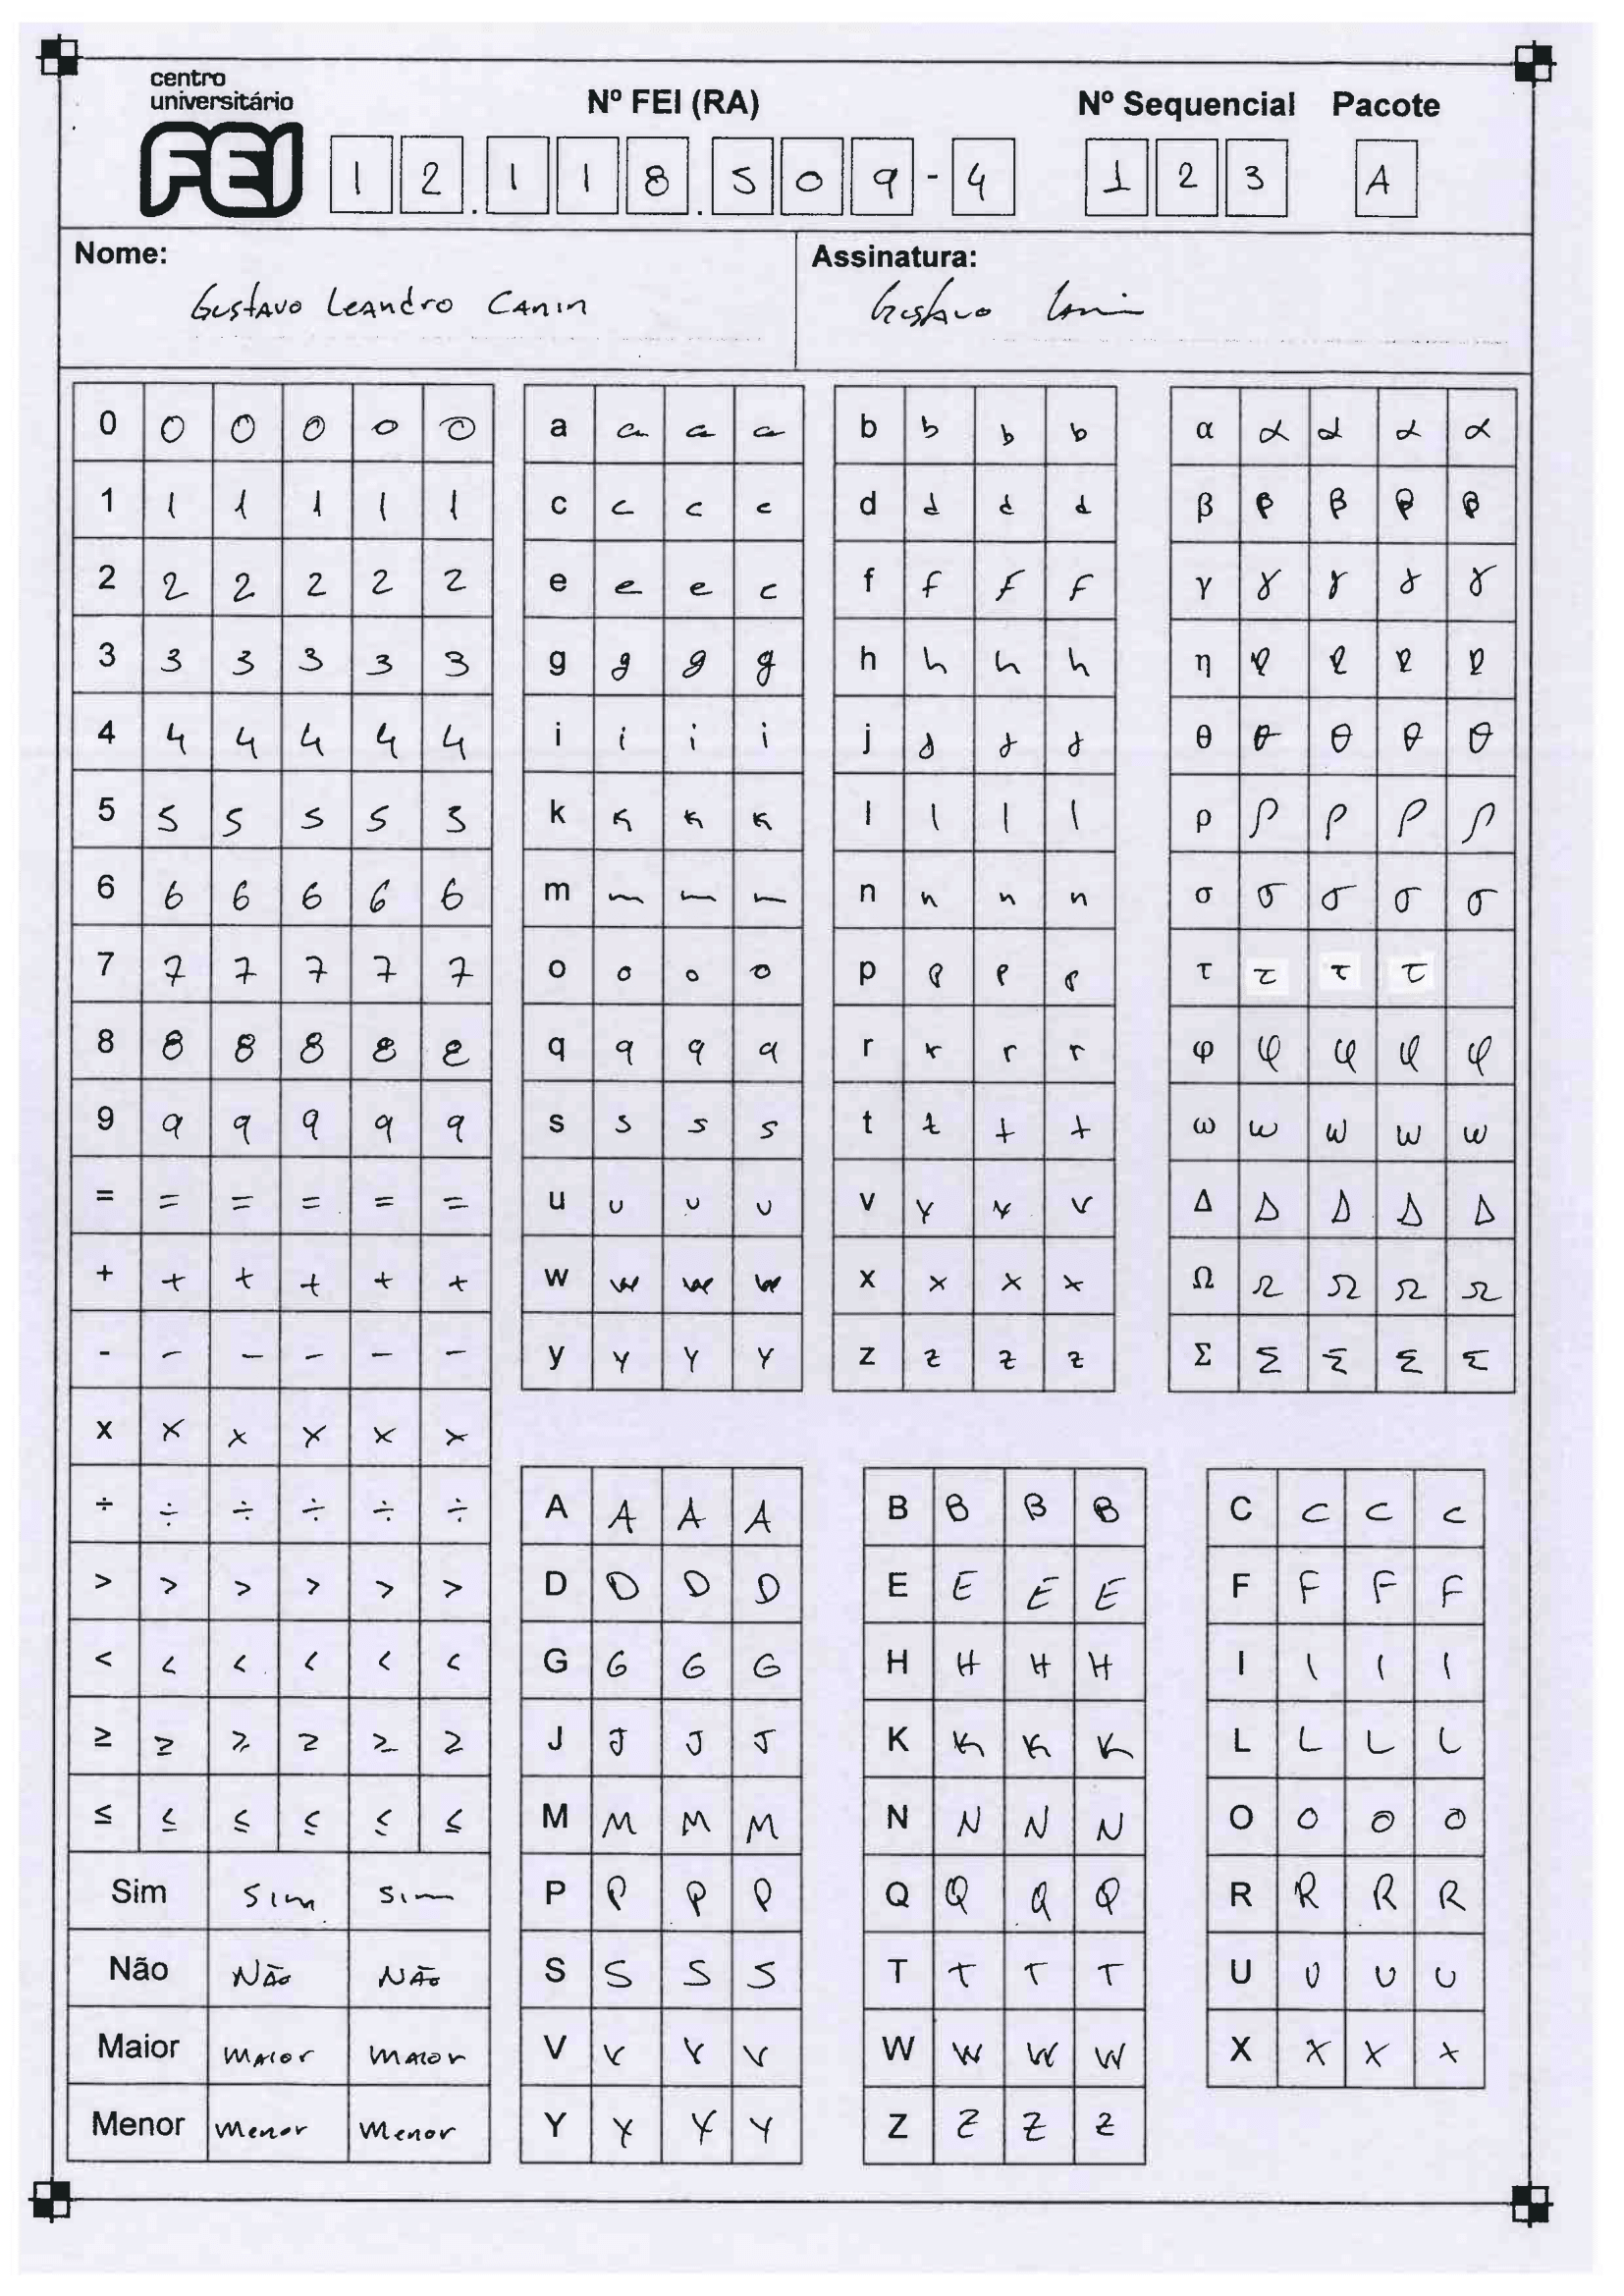 centro
universitário
FEI
Nº FEI (RA)
Nº Sequencial Pacote
1 2 . 1 1 8 . 5 0 9 - 4
1 2 3 A
Nome:
Gustavo Leandro Canin
Assinatura:
Gustavo Canin
0 0 0 0 0 0
1 1 1 1 1 1
2 2 2 2 2 2
3 3 3 3 3 3
4 4 4 4 4 4
5 5 5 5 5 5
6 6 6 6 6 6
7 7 7 7 7 7
8 8 8 8 8 8
9 9 9 9 9 9
= = = = = =
+ + + + + +
- - - - - -
x x x x x x
÷ ÷ ÷ ÷ ÷ ÷
> > > > > >
< < < < < <
≥ ≥ ≥ ≥ ≥ ≥
≤ ≤ ≤ ≤ ≤ ≤
Sim Sim Sim
Não Não Não
Maior Maior Maior
Menor Menor Menor
a a a a
c c c c
e e e e
g g g g
i i i i
k k k k
m m m m
o o o o
q q q q
s s s s
u u u u
w w w w
y y y y
b b b b
d d d d
f f f f
h h h h
j j j j
l l l l
n n n n
p p p p
r r r r
t t t t
v v v v
x x x x
z z z z
α α α α α
β β β β β
γ γ γ γ γ
η η η η η
θ θ θ θ θ
ρ ρ ρ ρ ρ
σ σ σ σ σ
τ τ τ τ
φ φ φ φ φ
ω ω ω ω ω
Δ Δ Δ Δ Δ
Ω Ω Ω Ω Ω
Σ Σ Σ Σ Σ
A A A A
D D D D
G G G G
J J J J
M M M M
P P P P
S S S S
V V V V
Y Y Y Y
B B B B
E E E E
H H H H
K K K K
N N N N
Q Q Q Q
T T T T
W W W W
Z Z Z Z
C C C C
F F F F
I I I I
L L L L
O O O O
R R R R
U U U U
X X X X